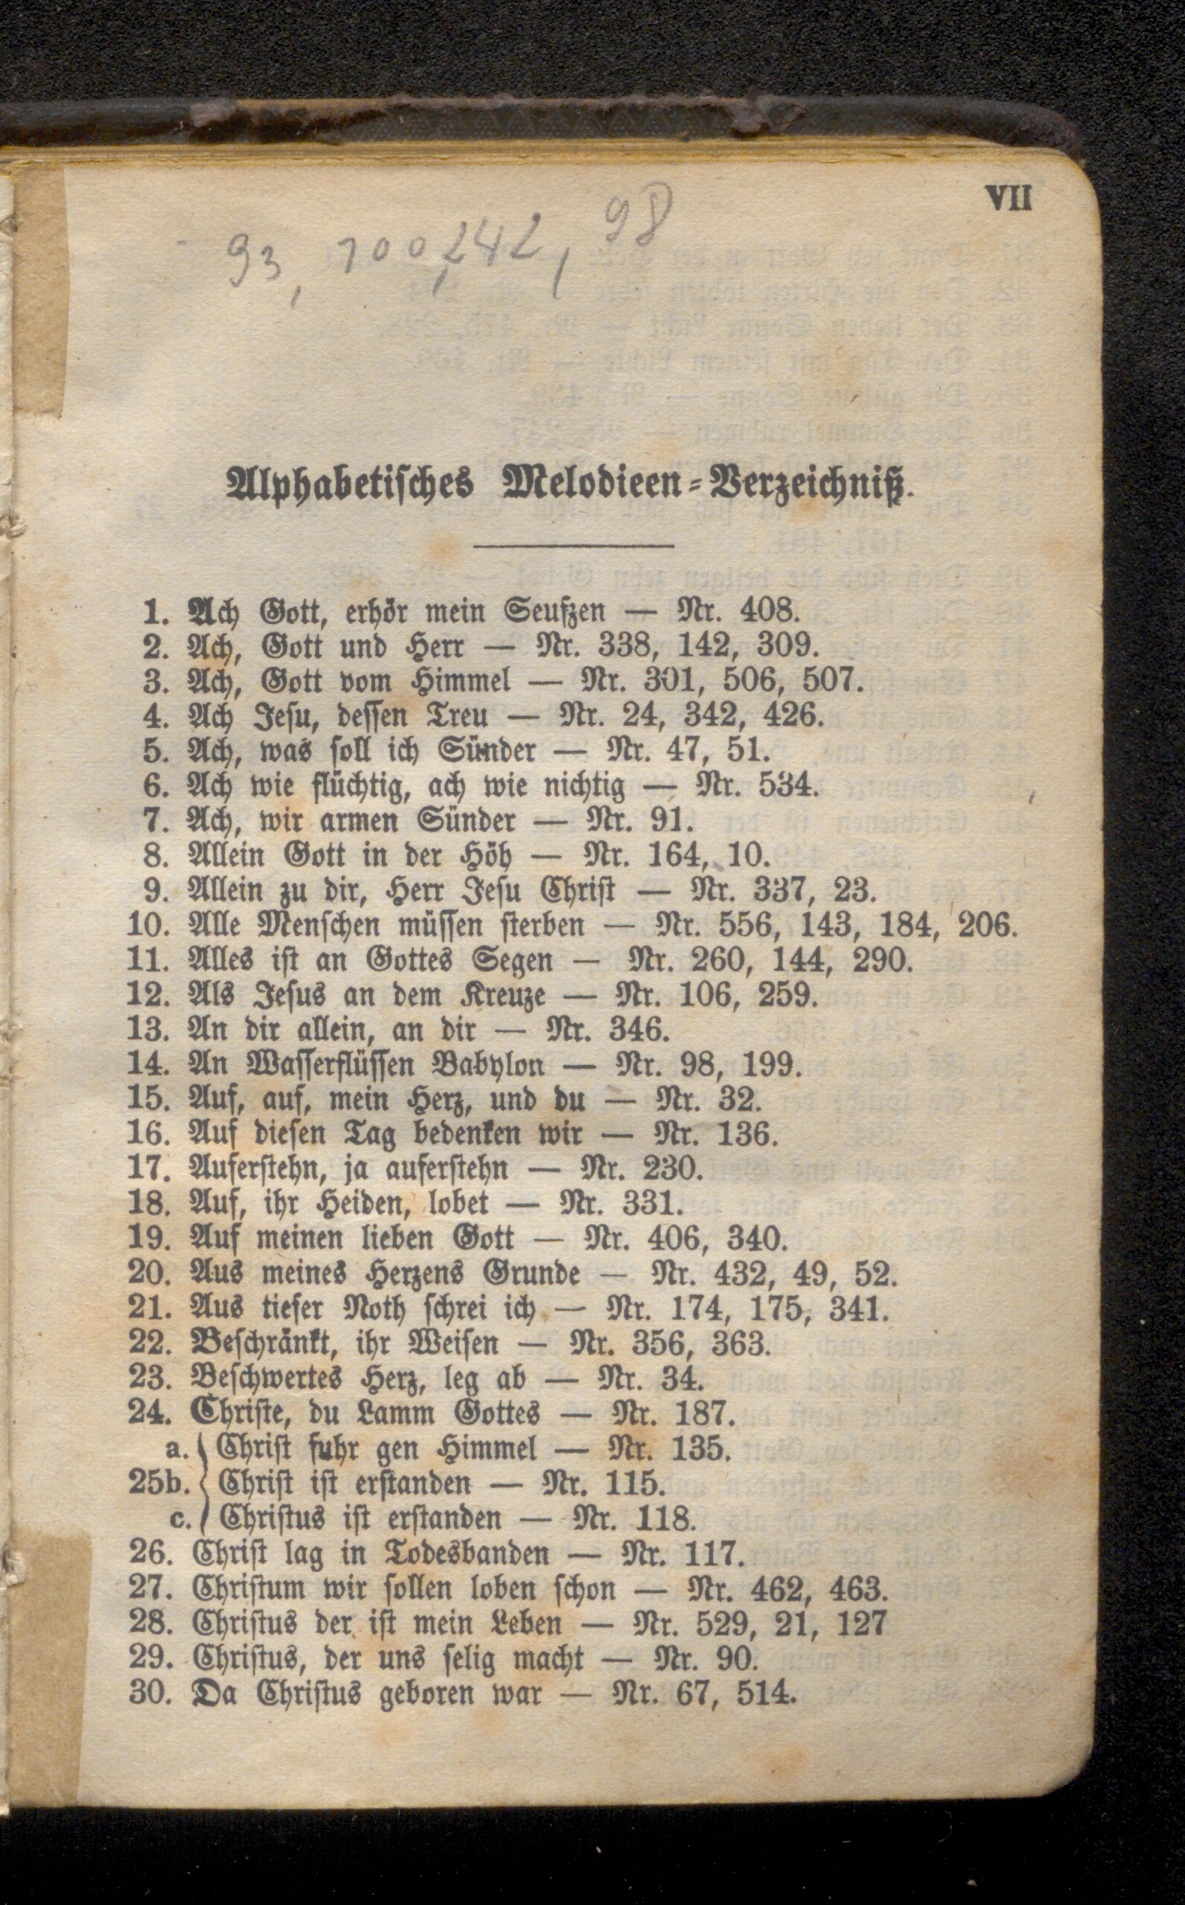 VII
93, 100, 242, 98
Alphabetisches Melodieen-Verzeichniß.
1. Ach Gott, erhör mein Seufzen — Nr. 408.
2. Ach, Gott und Herr — Nr. 338, 142, 309.
3. Ach, Gott vom Himmel — Nr. 301, 506, 507.
4. Ach Jesu, dessen Treu — Nr. 24, 342, 426.
5. Ach, was soll ich Sünder — Nr. 47, 51.
6. Ach wie flüchtig, ach wie nichtig — Nr. 534.
7. Ach, wir armen Sünder — Nr. 91.
8. Allein Gott in der Höh — Nr. 164, 10.
9. Allein zu dir, Herr Jesu Christ — Nr. 337, 23.
10. Alle Menschen müssen sterben — Nr. 556, 143, 184, 206.
11. Alles ist an Gottes Segen — Nr. 260, 144, 290.
12. Als Jesus an dem Kreuze — Nr. 106, 259.
13. An dir allein, an dir — Nr. 346.
14. An Wasserflüssen Babylon — Nr. 98, 199.
15. Auf, auf, mein Herz, und du — Nr. 32.
16. Auf diesen Tag bedenken wir — Nr. 136.
17. Auferstehn, ja auferstehn — Nr. 230.
18. Auf, ihr Heiden, lobet — Nr. 331.
19. Auf meinen lieben Gott — Nr. 406, 340.
20. Aus meines Herzens Grunde — Nr. 432, 49, 52.
21. Aus tiefer Noth schrei ich — Nr. 174, 175, 341.
22. Beschränkt, ihr Weisen — Nr. 356, 363.
23. Beschwertes Herz, leg ab — Nr. 34.
24. Christe, du Lamm Gottes — Nr. 187.
a. Christ fuhr gen Himmel — Nr. 135.
25b. Christ ist erstanden — Nr. 115.
c. Christus ist erstanden — Nr. 118.
26. Christ lag in Todesbanden — Nr. 117.
27. Christum wir sollen loben schon — Nr. 462, 463.
28. Christus der ist mein Leben — Nr. 529, 21, 127
29. Christus, der uns selig macht — Nr. 90.
30. Da Christus geboren war — Nr. 67, 514.